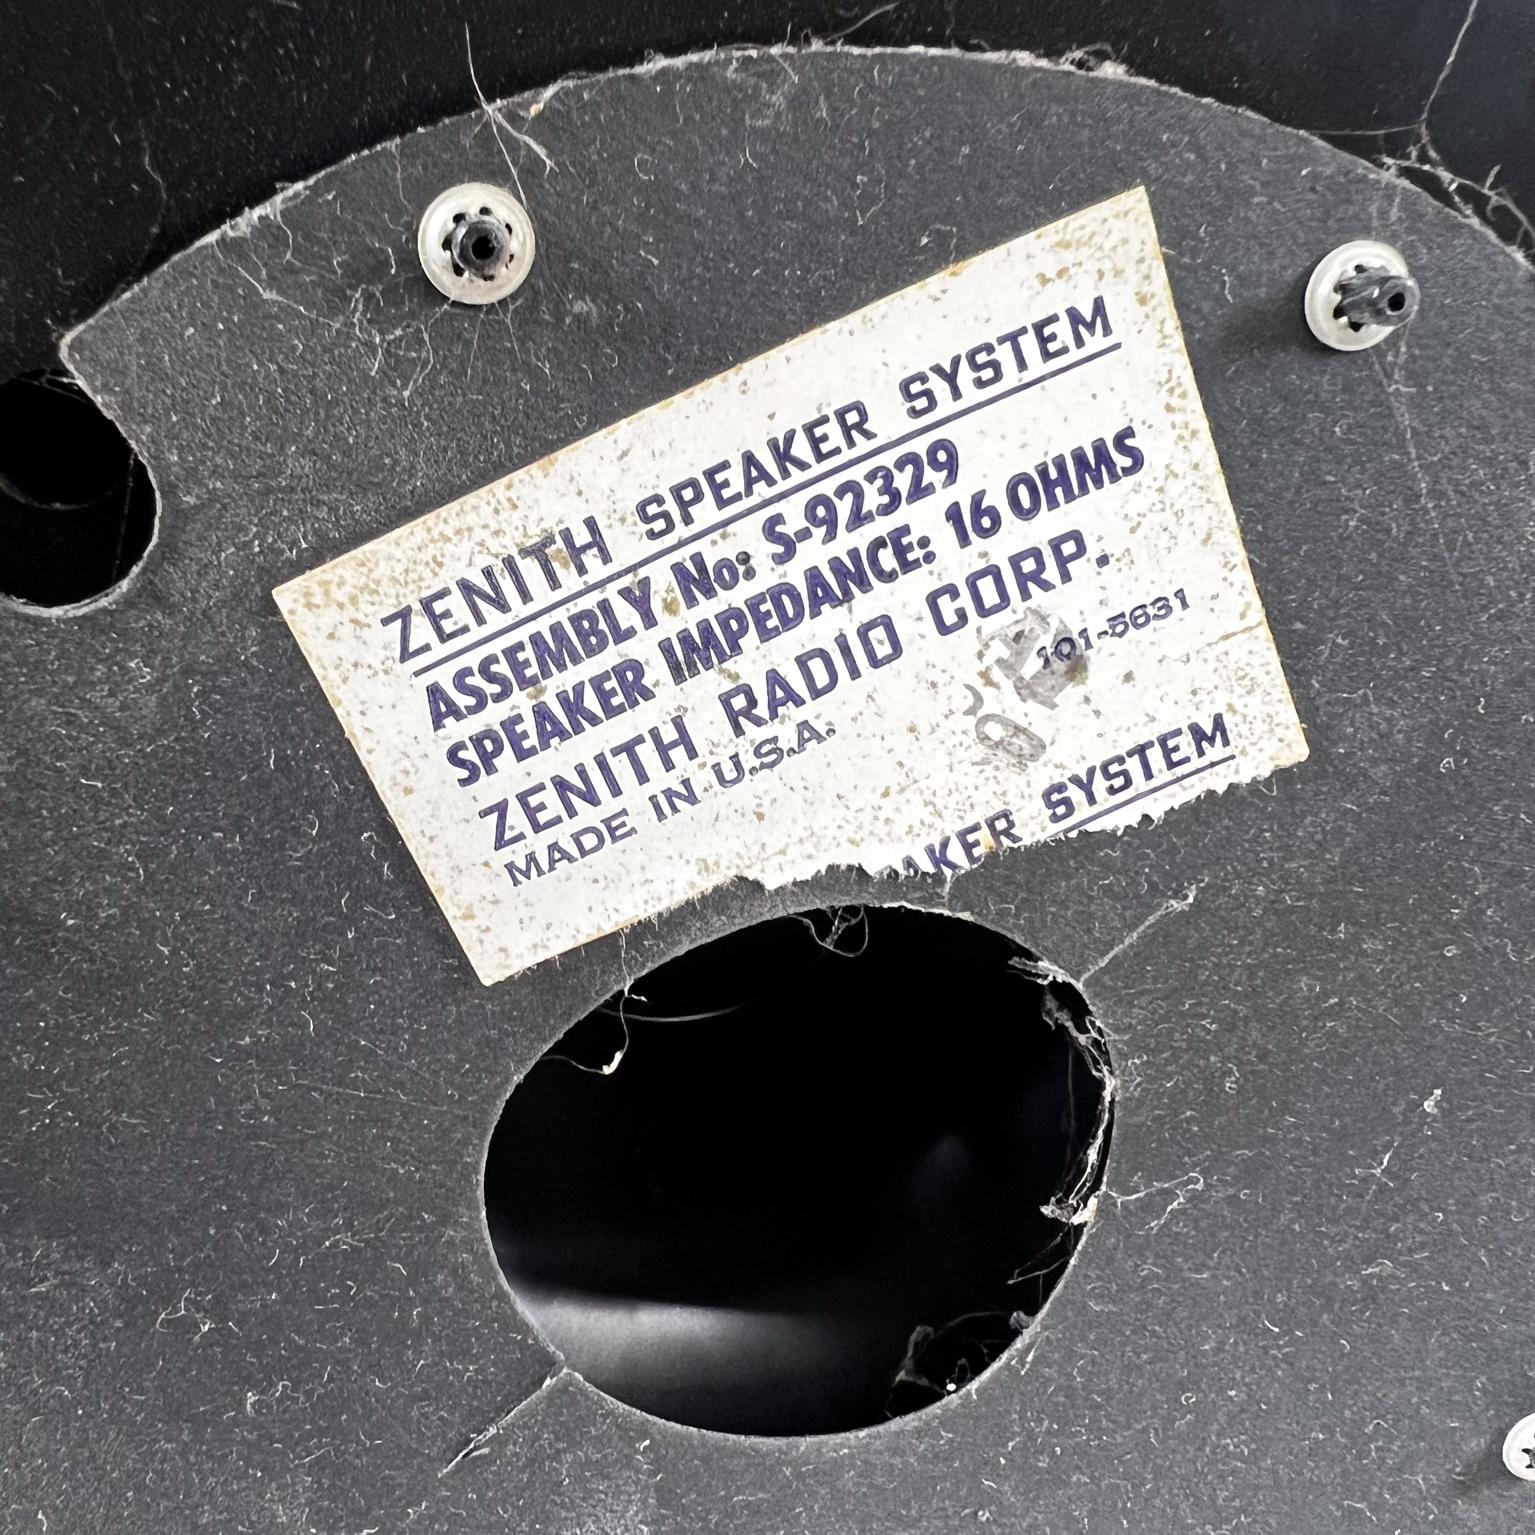 ZENITH SPEAKER SYSTEM
ASSEMBLY No: S-92329
SPEAKER IMPEDANCE: 16 OHMS
ZENITH RADIO CORP.
MADE IN U.S.A.
101-5631
AKER SYSTEM